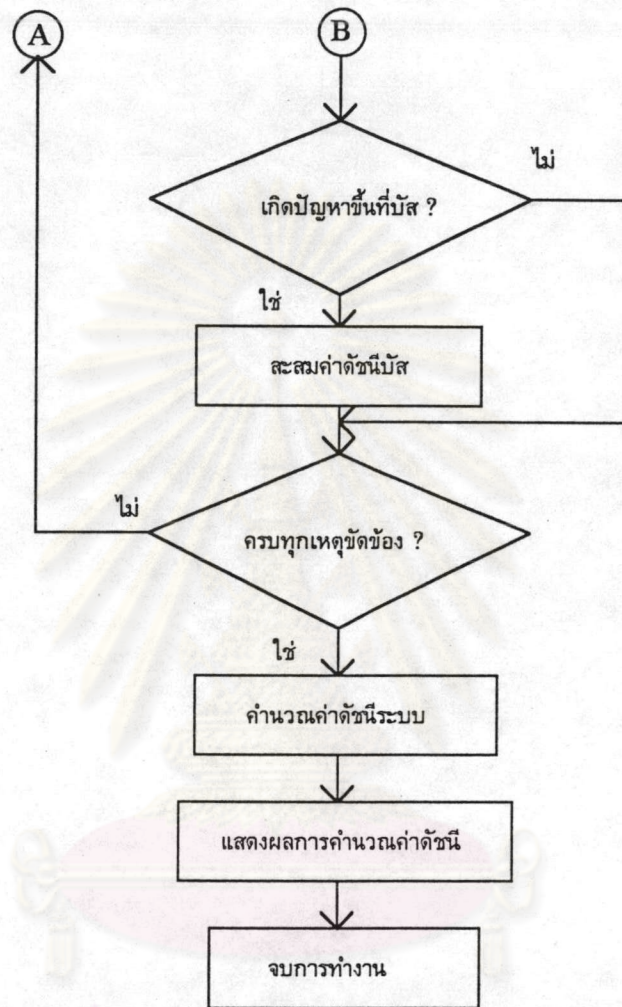 A
B
ไม่
เกิดปัญหาขึ้นที่บัส ?
ใช่
สะสมค่าดัชนีบัส
ไม่
ครบทุกเหตุขัดข้อง ?
ใช่
คำนวณค่าดัชนีระบบ
แสดงผลการคำนวณค่าดัชนี
จบการทำงาน